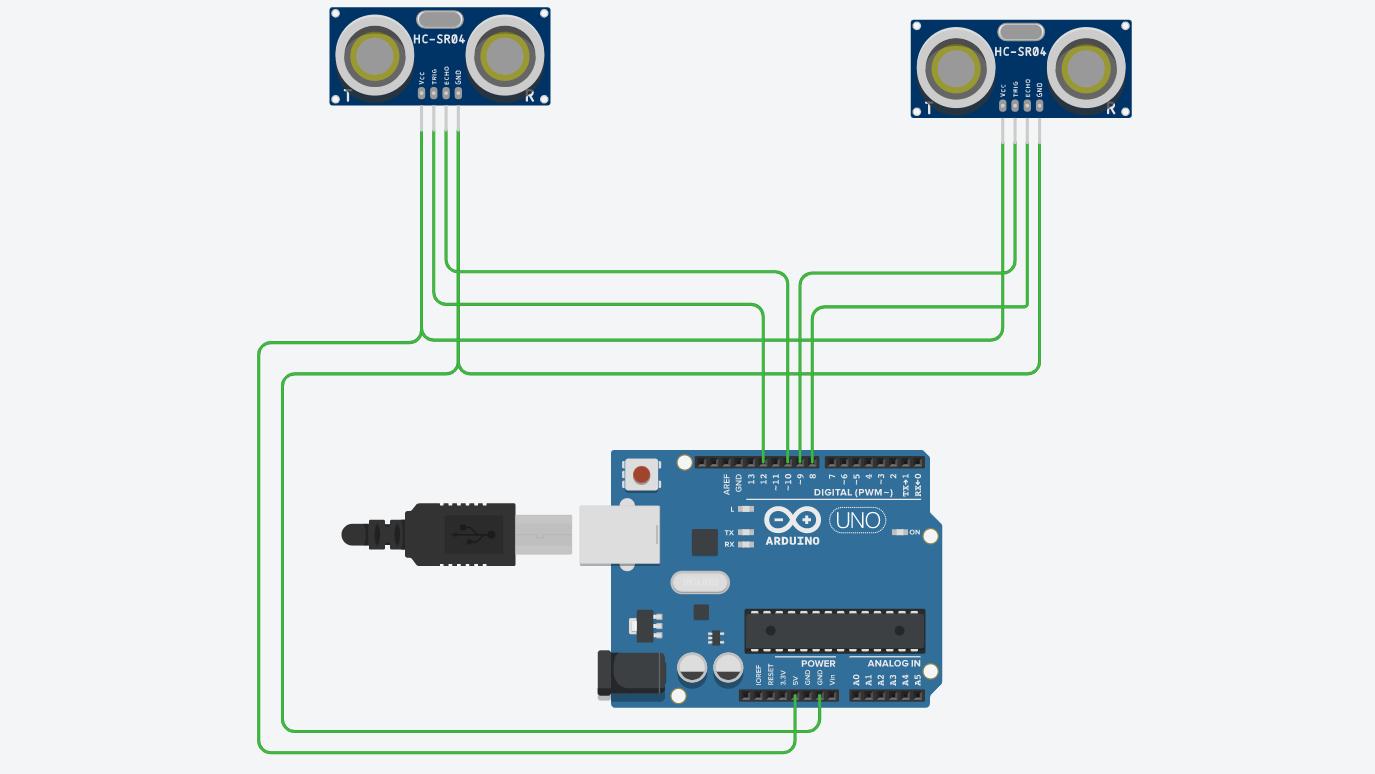 HC-SR04
VCC
TRIG
ECHO
GND
T
R
HC-SR04
VCC
TRIG
ECHO
GND
T
R
AREF
GND
13
12
~11
~10
~9
8
7
~6
~5
4
~3
2
TX→1
RX←0
DIGITAL (PWM~)
L
TX
RX
ARDUINO
UNO
ON
POWER
ANALOG IN
IOREF
RESET
3.3V
5V
GND
GND
Vin
A0
A1
A2
A3
A4
A5